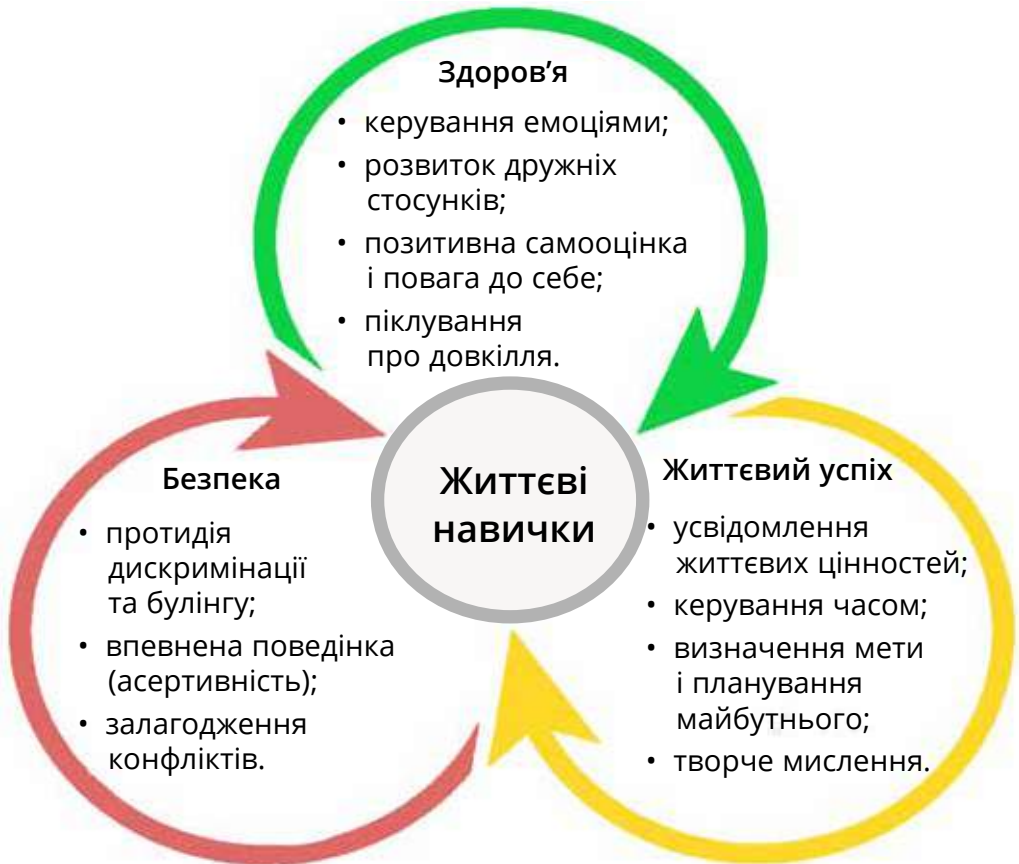 Здоров'я
• керування емоціями;
• розвиток дружніх
стосунків;
• позитивна самооцінка
і повага до себе;
• піклування
про довкілля.
Життєві
навички
Безпека
• протидія
дискримінації
та булінгу;
• впевнена поведінка
(асертивність);
• залагодження
конфліктів.
Життєвий успіх
• усвідомлення
життєвих цінностей;
• керування часом;
• визначення мети
і планування
майбутнього;
• творче мислення.